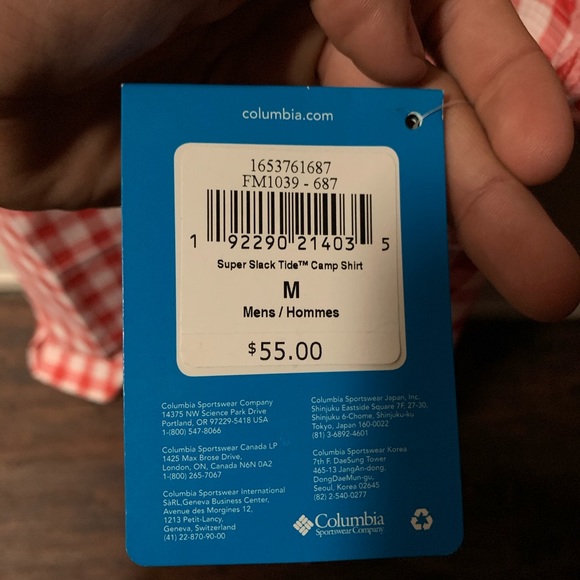 columbia.com
1653761687
FM1039 - 687
1 92290 21403 5
Super Slack Tide™ Camp Shirt
M
Mens / Hommes
$55.00
Columbia Sportswear Company
14375 NW Science Park Drive
Portland, OR 97229-5418 USA
1-(800) 547-8066
Columbia Sportswear Canada LP
1425 Max Brose Drive,
London, ON, Canada N6N 0A2
1-(800) 265-7067
Columbia Sportswear International
SàRL,Geneva Business Center,
Avenue des Morgines 12,
1213 Petit-Lancy,
Geneva, Switzerland
(41) 22-870-90-00
Columbia Sportswear Japan, Inc.
Shinjuku Eastside Square 7F, 27-30,
Shinjuku 6-Chome, Shinjuku-ku
Tokyo, Japan 160-0022
(81) 3-6892-4601
Columbia Sportswear Korea
7th F. DaeSung Tower
465-13 JangAn-dong,
DongDaeMun-gu,
Seoul, Korea 02645
(82) 2-540-0277
Columbia
Sportswear Company